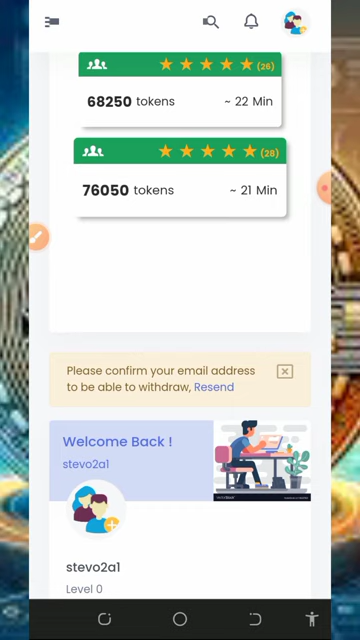 (26)
68250 tokens ~ 22 Min
(28)
76050 tokens ~ 21 Min
Please confirm your email address
to be able to withdraw, Resend
Welcome Back !
stevo2a1
stevo2a1
Level 0